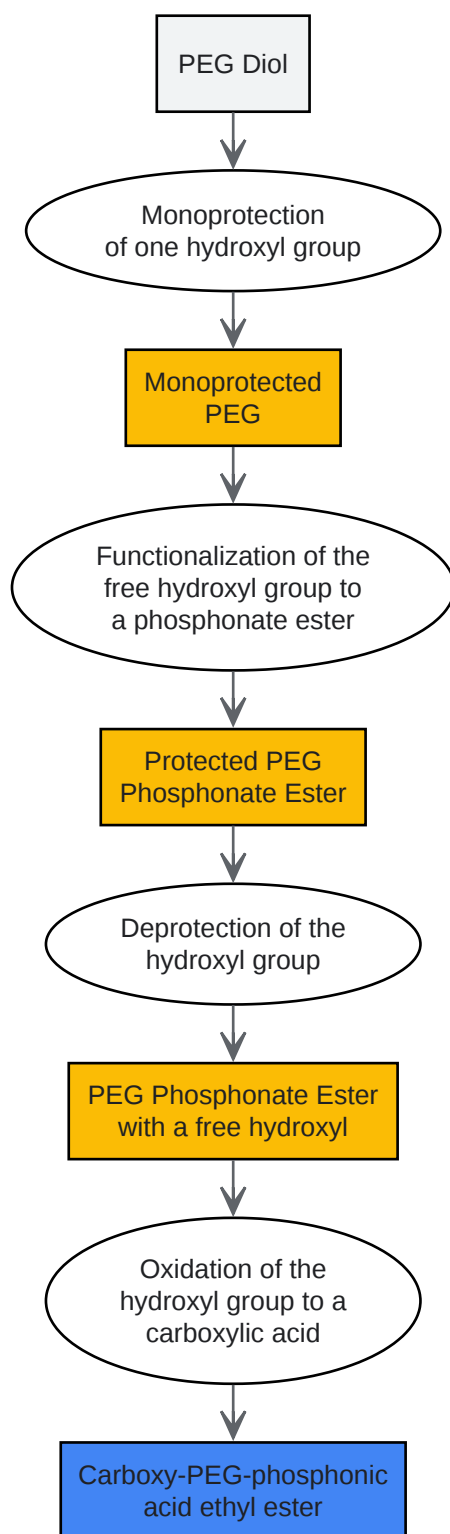 PEG Diol
Monoprotection
of one hydroxyl group
Monoprotected
PEG
Functionalization of the
free hydroxyl group to
a phosphonate ester
Protected PEG
Phosphonate Ester
Deprotection of the
hydroxyl group
PEG Phosphonate Ester
with a free hydroxyl
Oxidation of the
hydroxyl group to a
carboxylic acid
Carboxy-PEG-phosphonic
acid ethyl ester